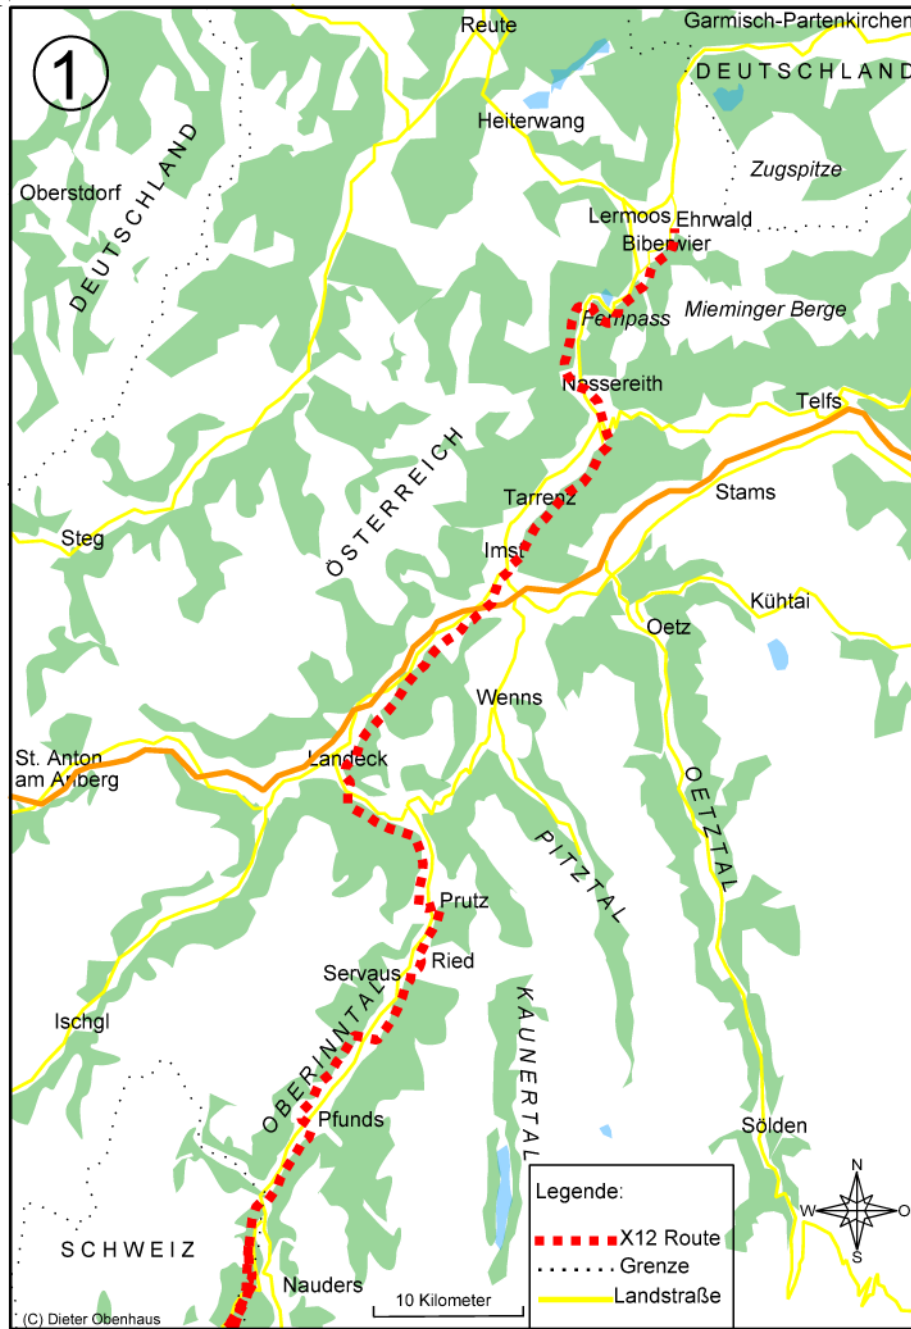 1
Reute
Garmisch-Partenkirchen
DEUTSCHLAND
Heiterwang
Zugspitze
DEUTSCHLAND
Oberstdorf
Lermoos
Ehrwald
Biberwier
Mieminger Berge
Fernpass
Nassereith
Telfs
ÖSTERREICH
Stams
Tarrenz
Steg
Imst
Kühtai
Oetz
Wenns
St. Anton
am Arlberg
Landeck
OETZTAL
PITZTAL
Prutz
Ried
Servaus
KAUNERTAL
Ischgl
OBERINNTAL
Pfunds
Sölden
SCHWEIZ
Nauders
Legende:
X12 Route
Grenze
Landstraße
N
W
O
S
10 Kilometer
(C) Dieter Obenhaus